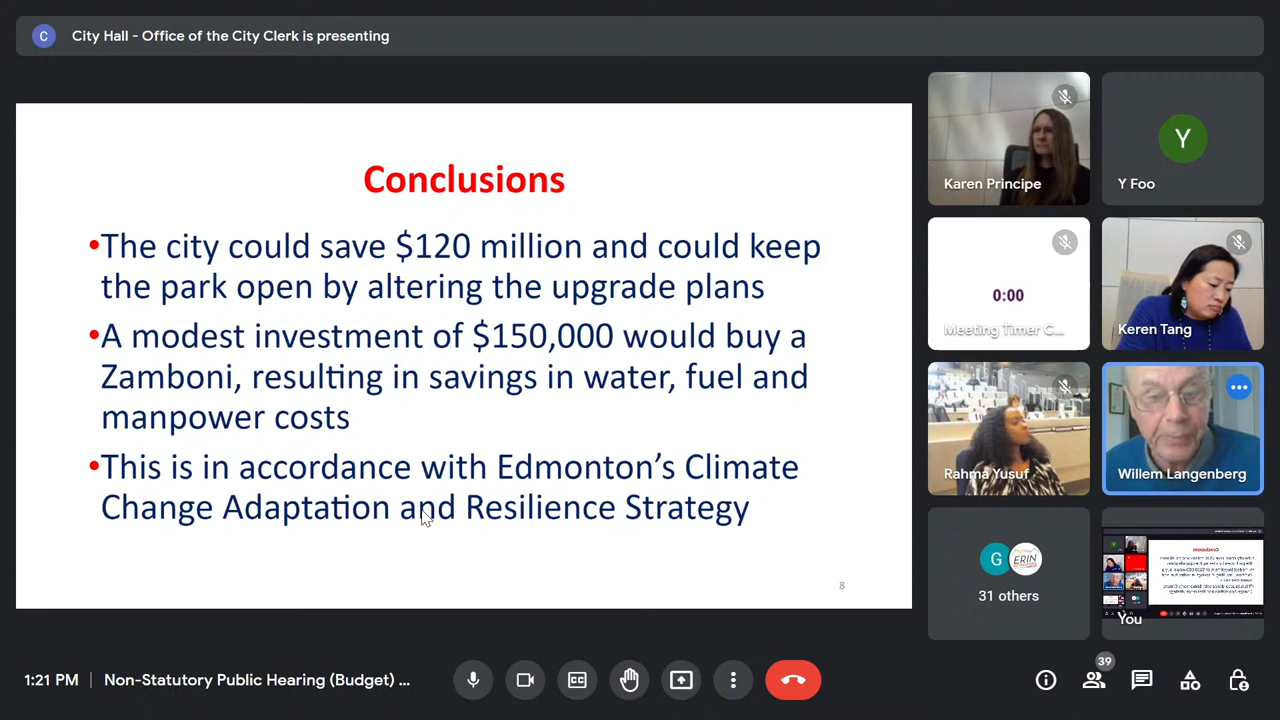 C
City Hall - Office of the City Clerk is presenting
Conclusions
•The city could save $120 million and could keep
the park open by altering the upgrade plans
•A modest investment of $150,000 would buy a
Zamboni, resulting in savings in water, fuel and
manpower costs
•This is in accordance with Edmonton’s Climate
Change Adaptation and Resilience Strategy
8
Karen Principe
Y
Y Foo
0:00
Meeting Timer C...
Keren Tang
Rahma Yusuf
Willem Langenberg
G
ERIN
31 others
You
1:21 PM
Non-Statutory Public Hearing (Budget) ...
CC
39